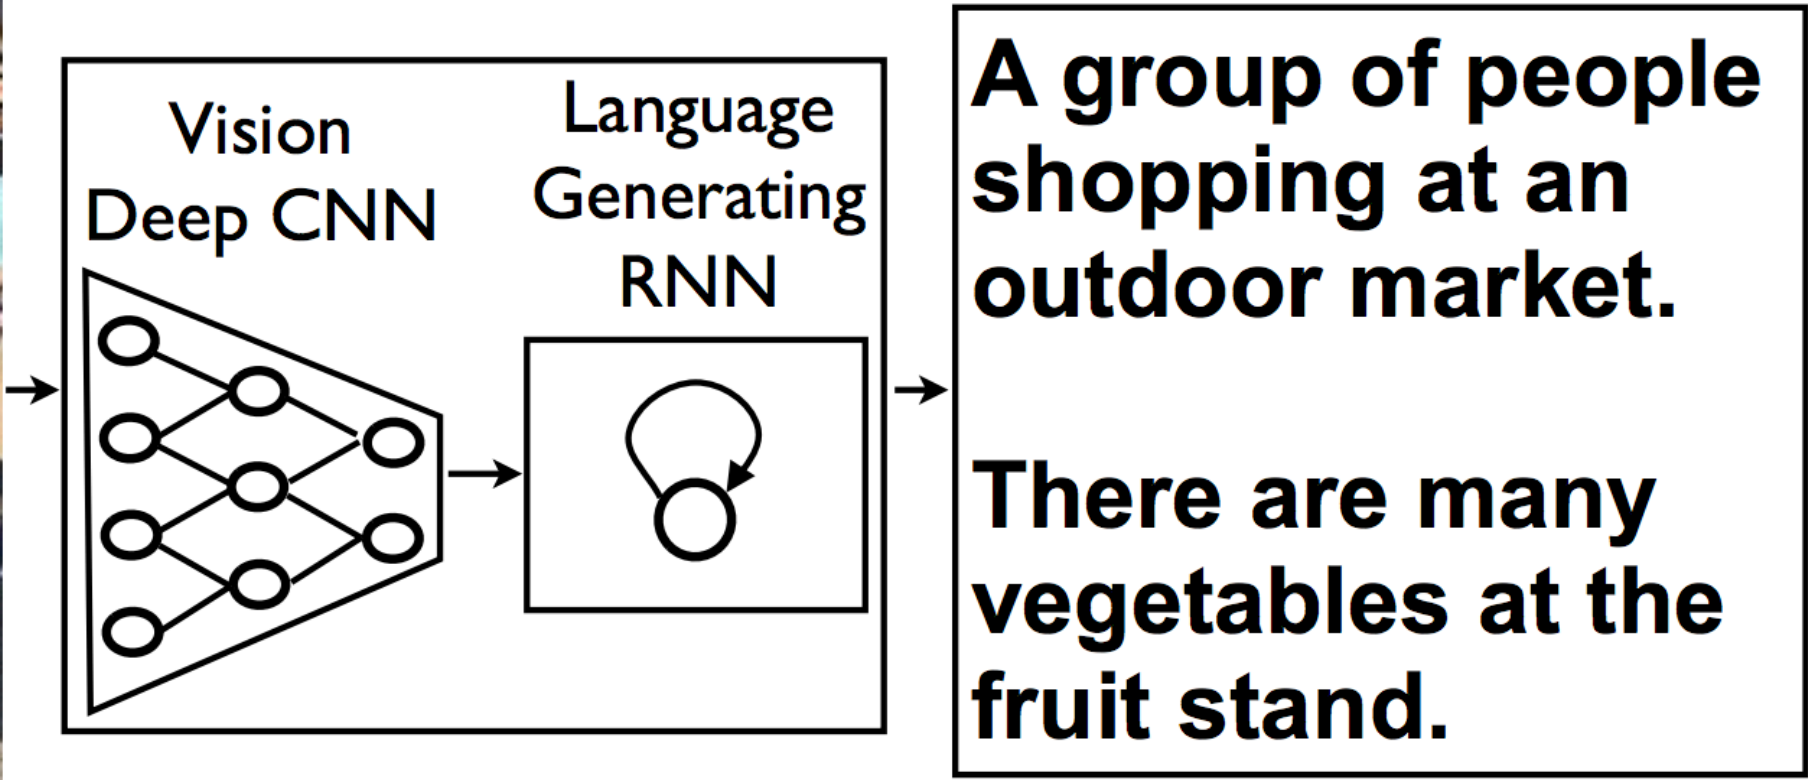 Vision
Deep CNN
Language
Generating
RNN
A group of people
shopping at an
outdoor market.
There are many
vegetables at the
fruit stand.